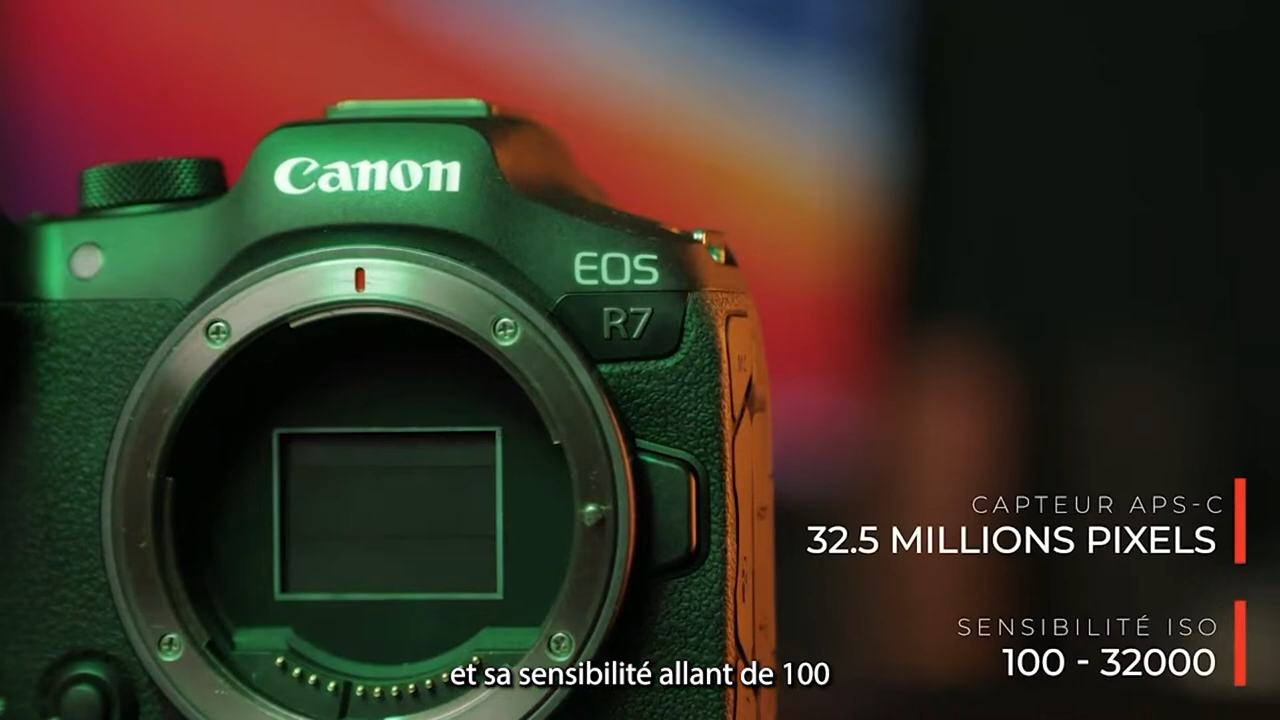 Canon
EOS
R7
CAPTEUR APS-C
32.5 MILLIONS PIXELS
SENSIBILITÉ ISO
100 - 32000
et sa sensibilité allant de 100